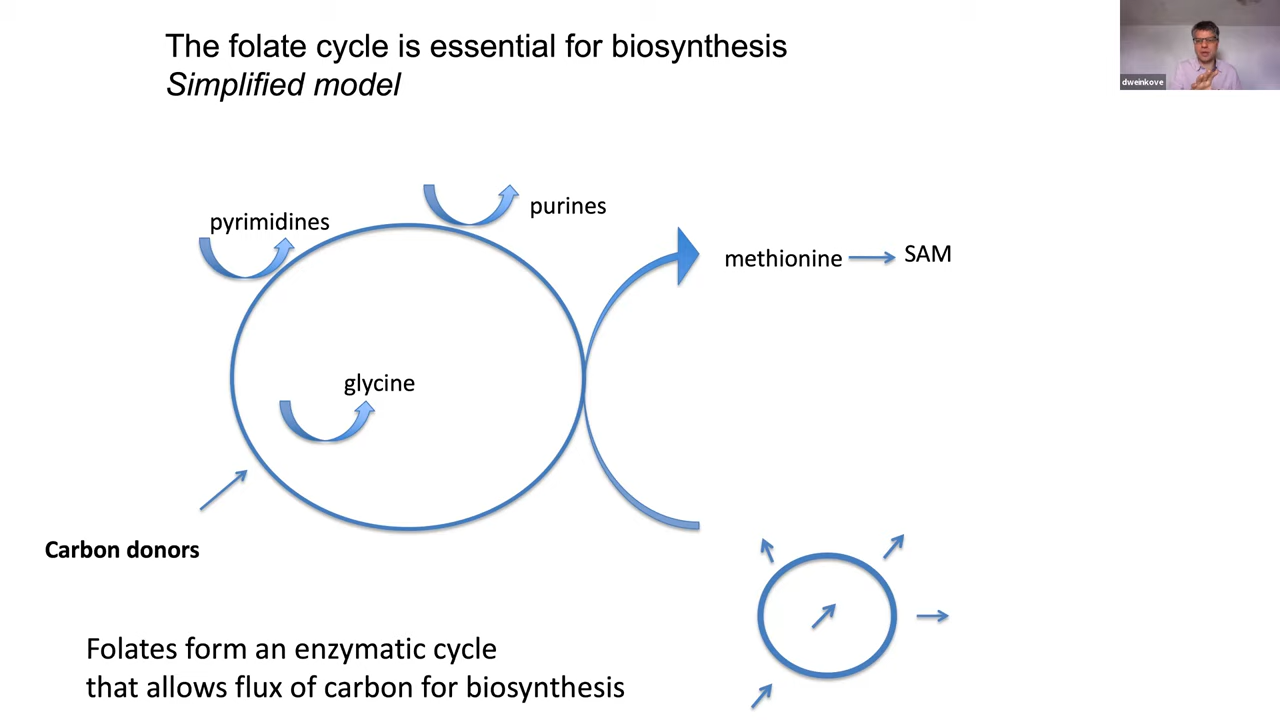 The folate cycle is essential for biosynthesis
Simplified model
dweinkove
pyrimidines
purines
methionine
SAM
glycine
Carbon donors
Folates form an enzymatic cycle
that allows flux of carbon for biosynthesis